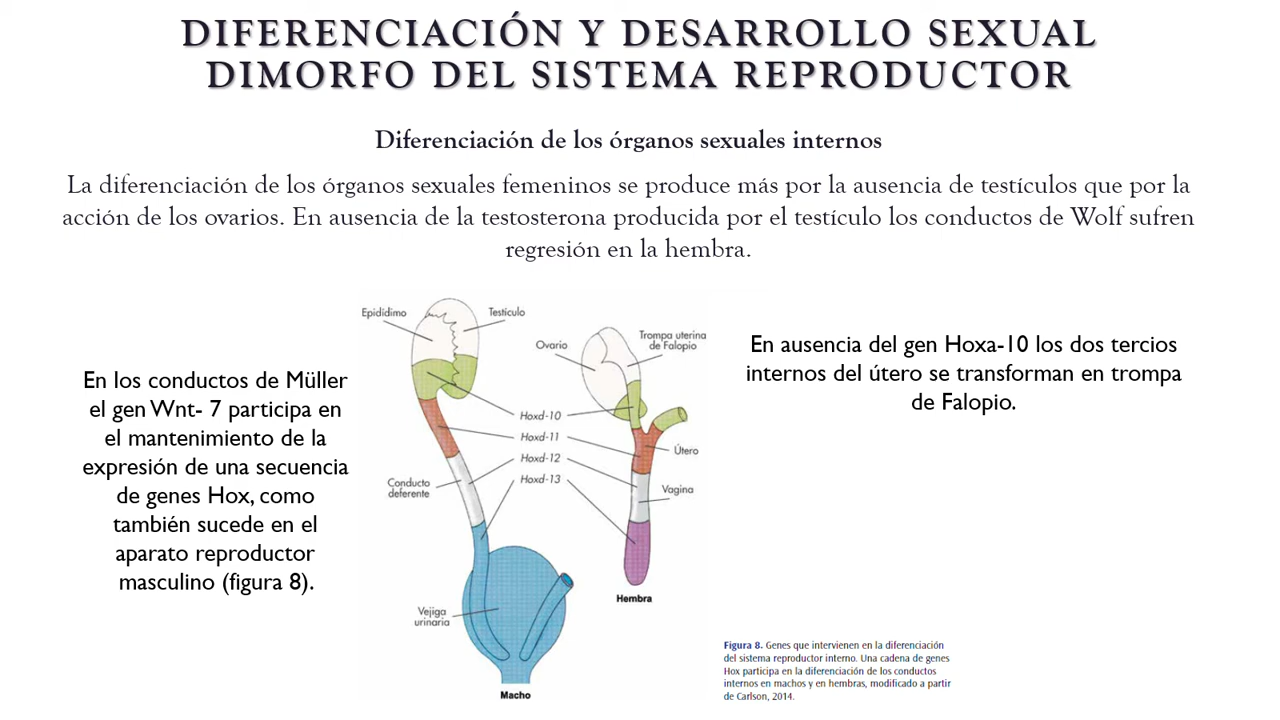 DIFERENCIACIÓN Y DESARROLLO SEXUAL
DIMORFO DEL SISTEMA REPRODUCTOR
Diferenciación de los órganos sexuales internos
La diferenciación de los órganos sexuales femeninos se produce más por la ausencia de testículos que por la
acción de los ovarios. En ausencia de la testosterona producida por el testículo los conductos de Wolf sufren
regresión en la hembra.
En los conductos de Müller
el gen Wnt- 7 participa en
el mantenimiento de la
expresión de una secuencia
de genes Hox, como
también sucede en el
aparato reproductor
masculino (figura 8).
Epidídimo
Testículo
Ovario
Trompa uterina
de Falopio
Hoxd-10
Hoxd-11
Hoxd-12
Hoxd-13
Útero
Vagina
Conducto
deferente
Vejiga
urinaria
Hembra
Macho
En ausencia del gen Hoxa-10 los dos tercios
internos del útero se transforman en trompa
de Falopio.
Figura 8. Genes que intervienen en la diferenciación
del sistema reproductor interno. Una cadena de genes
Hox participa en la diferenciación de los conductos
internos en machos y en hembras, modificado a partir
de Carlson, 2014.